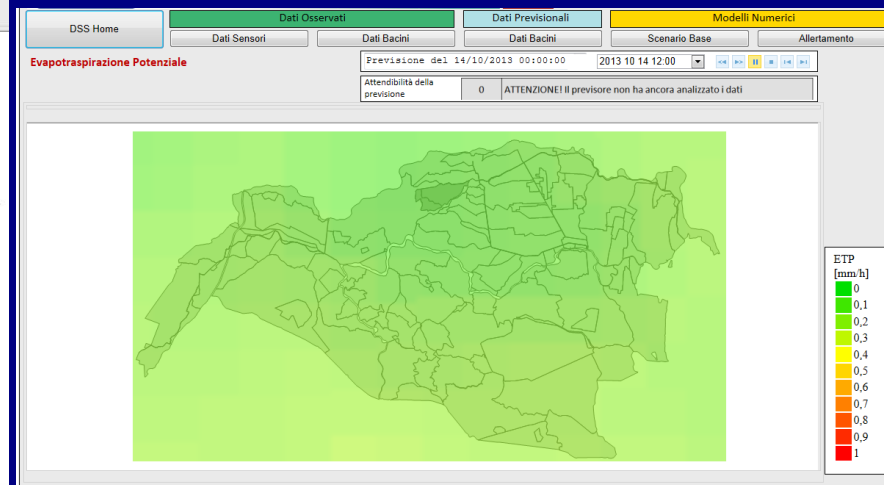 DSS Home
Dati Osservati
Dati Previsionali
Modelli Numerici
Dati Sensori
Dati Bacini
Dati Bacini
Scenario Base
Allertamento
Evapotraspirazione Potenziale
Previsione del 14/10/2013 00:00:00
2013 10 14 12:00
Attendibilità della
previsione
0
ATTENZIONE! Il previsore non ha ancora analizzato i dati
ETP
[mm/h]
0
0,1
0,2
0,3
0,4
0,5
0,6
0,7
0,8
0,9
1